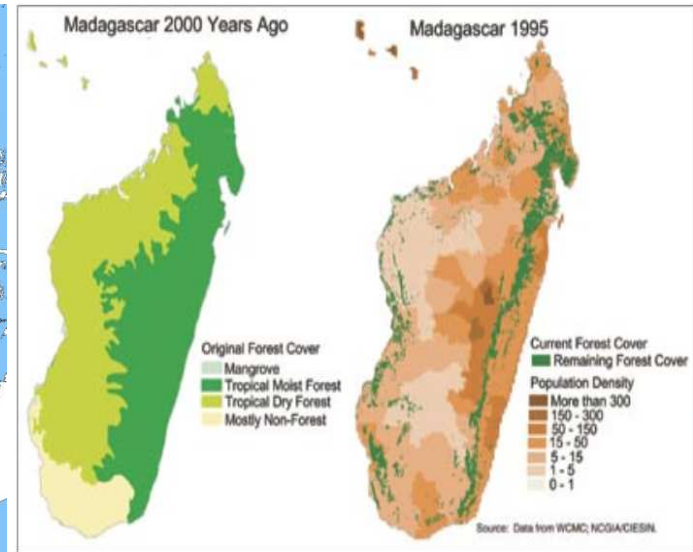 Madagascar 2000 Years Ago
Original Forest Cover
Mangrove
Tropical Moist Forest
Tropical Dry Forest
Mostly Non-Forest
Madagascar 1995
Current Forest Cover
Remaining Forest Cover
Population Density
More than 300
150 - 300
50 - 150
15 - 50
5 - 15
1 - 5
0 - 1
Source: Data from WCMC; NCGIA/CIESIN.